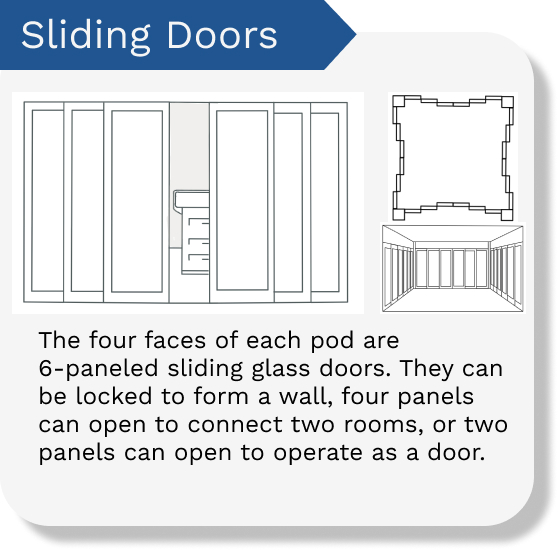 Sliding Doors
The four faces of each pod are
6-paneled sliding glass doors. They can
be locked to form a wall, four panels
can open to connect two rooms, or two
panels can open to operate as a door.